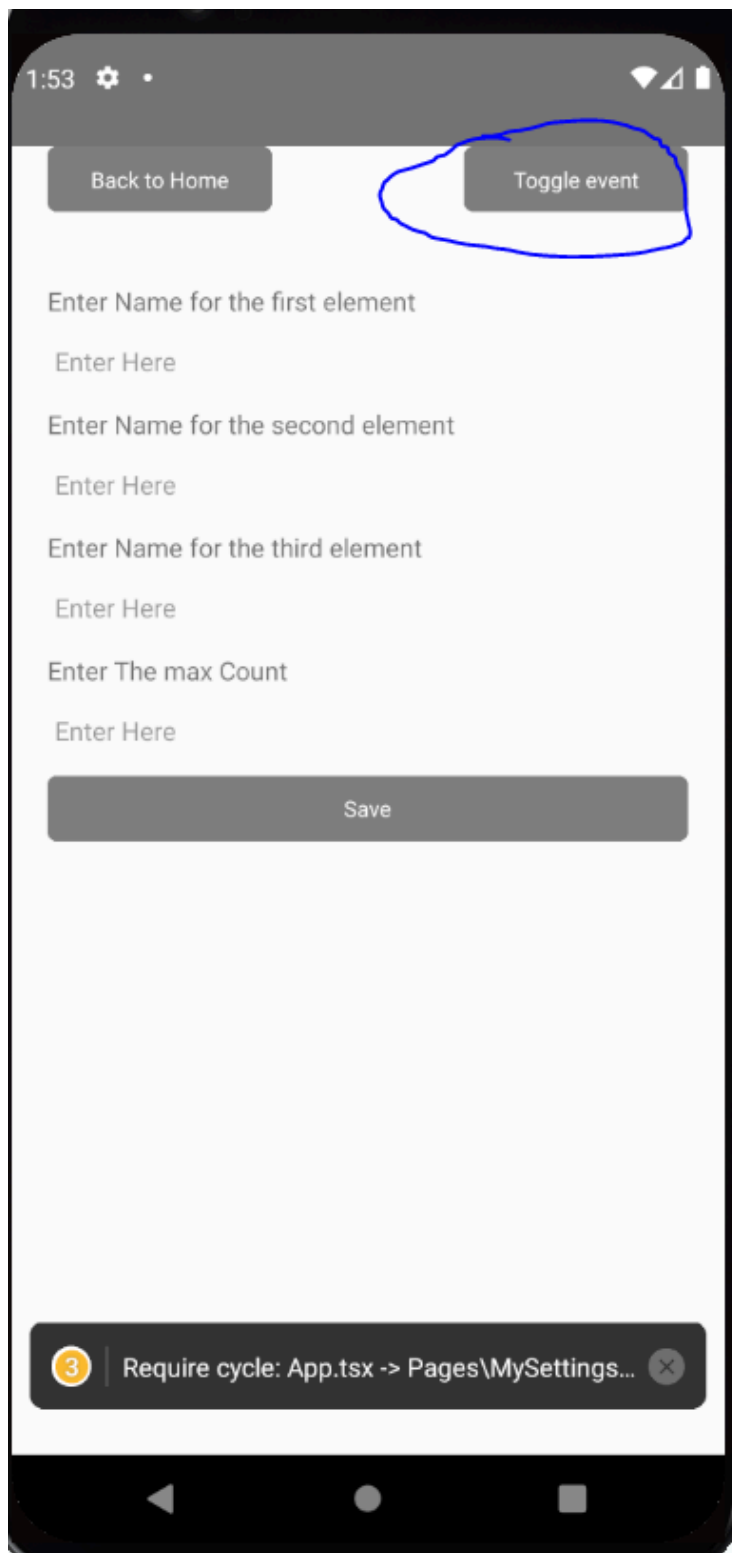 1:53
Back to Home Toggle event
Enter Name for the first element
Enter Here
Enter Name for the second element
Enter Here
Enter Name for the third element
Enter Here
Enter The max Count
Enter Here
Save
3 Require cycle: App.tsx -> Pages\MySettings...